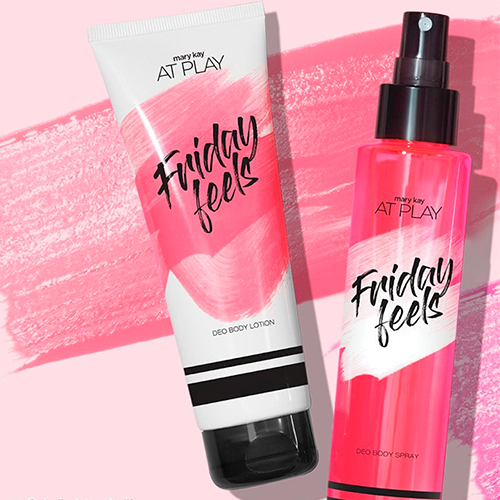 mary kay
AT PLAY
Friday
feels
DEO BODY LOTION
mary kay
AT PLAY
Friday
feels
DEO BODY SPRAY